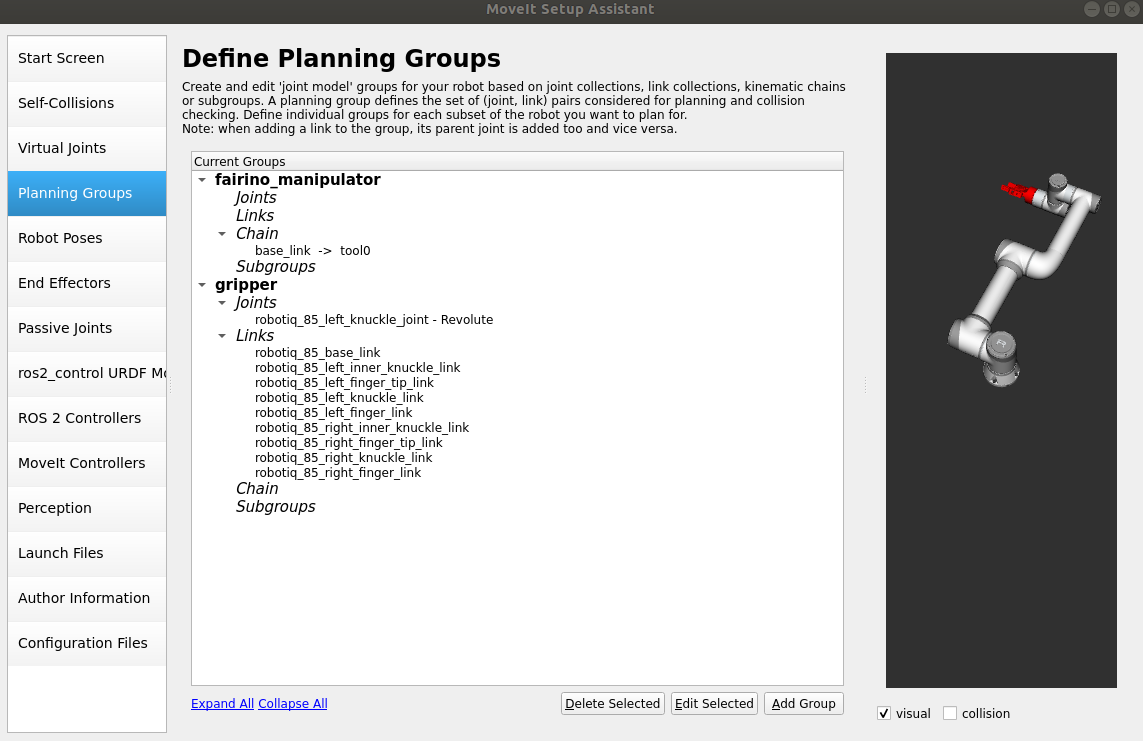 MoveIt Setup Assistant
Start Screen
Self-Collisions
Virtual Joints
Planning Groups
Robot Poses
End Effectors
Passive Joints
ros2_control URDF Mo
ROS 2 Controllers
MoveIt Controllers
Perception
Launch Files
Author Information
Configuration Files
Define Planning Groups
Create and edit 'joint model' groups for your robot based on joint collections, link collections, kinematic chains
or subgroups. A planning group defines the set of (joint, link) pairs considered for planning and collision
checking. Define individual groups for each subset of the robot you want to plan for.
Note: when adding a link to the group, its parent joint is added too and vice versa.
Current Groups
fairino_manipulator
Joints
Links
Chain
base_link -> tool0
Subgroups
gripper
Joints
robotiq_85_left_knuckle_joint - Revolute
Links
robotiq_85_base_link
robotiq_85_left_inner_knuckle_link
robotiq_85_left_finger_tip_link
robotiq_85_left_knuckle_link
robotiq_85_left_finger_link
robotiq_85_right_inner_knuckle_link
robotiq_85_right_finger_tip_link
robotiq_85_right_knuckle_link
robotiq_85_right_finger_link
Chain
Subgroups
Expand All Collapse All
Delete Selected
Edit Selected
Add Group
FR
visual
collision